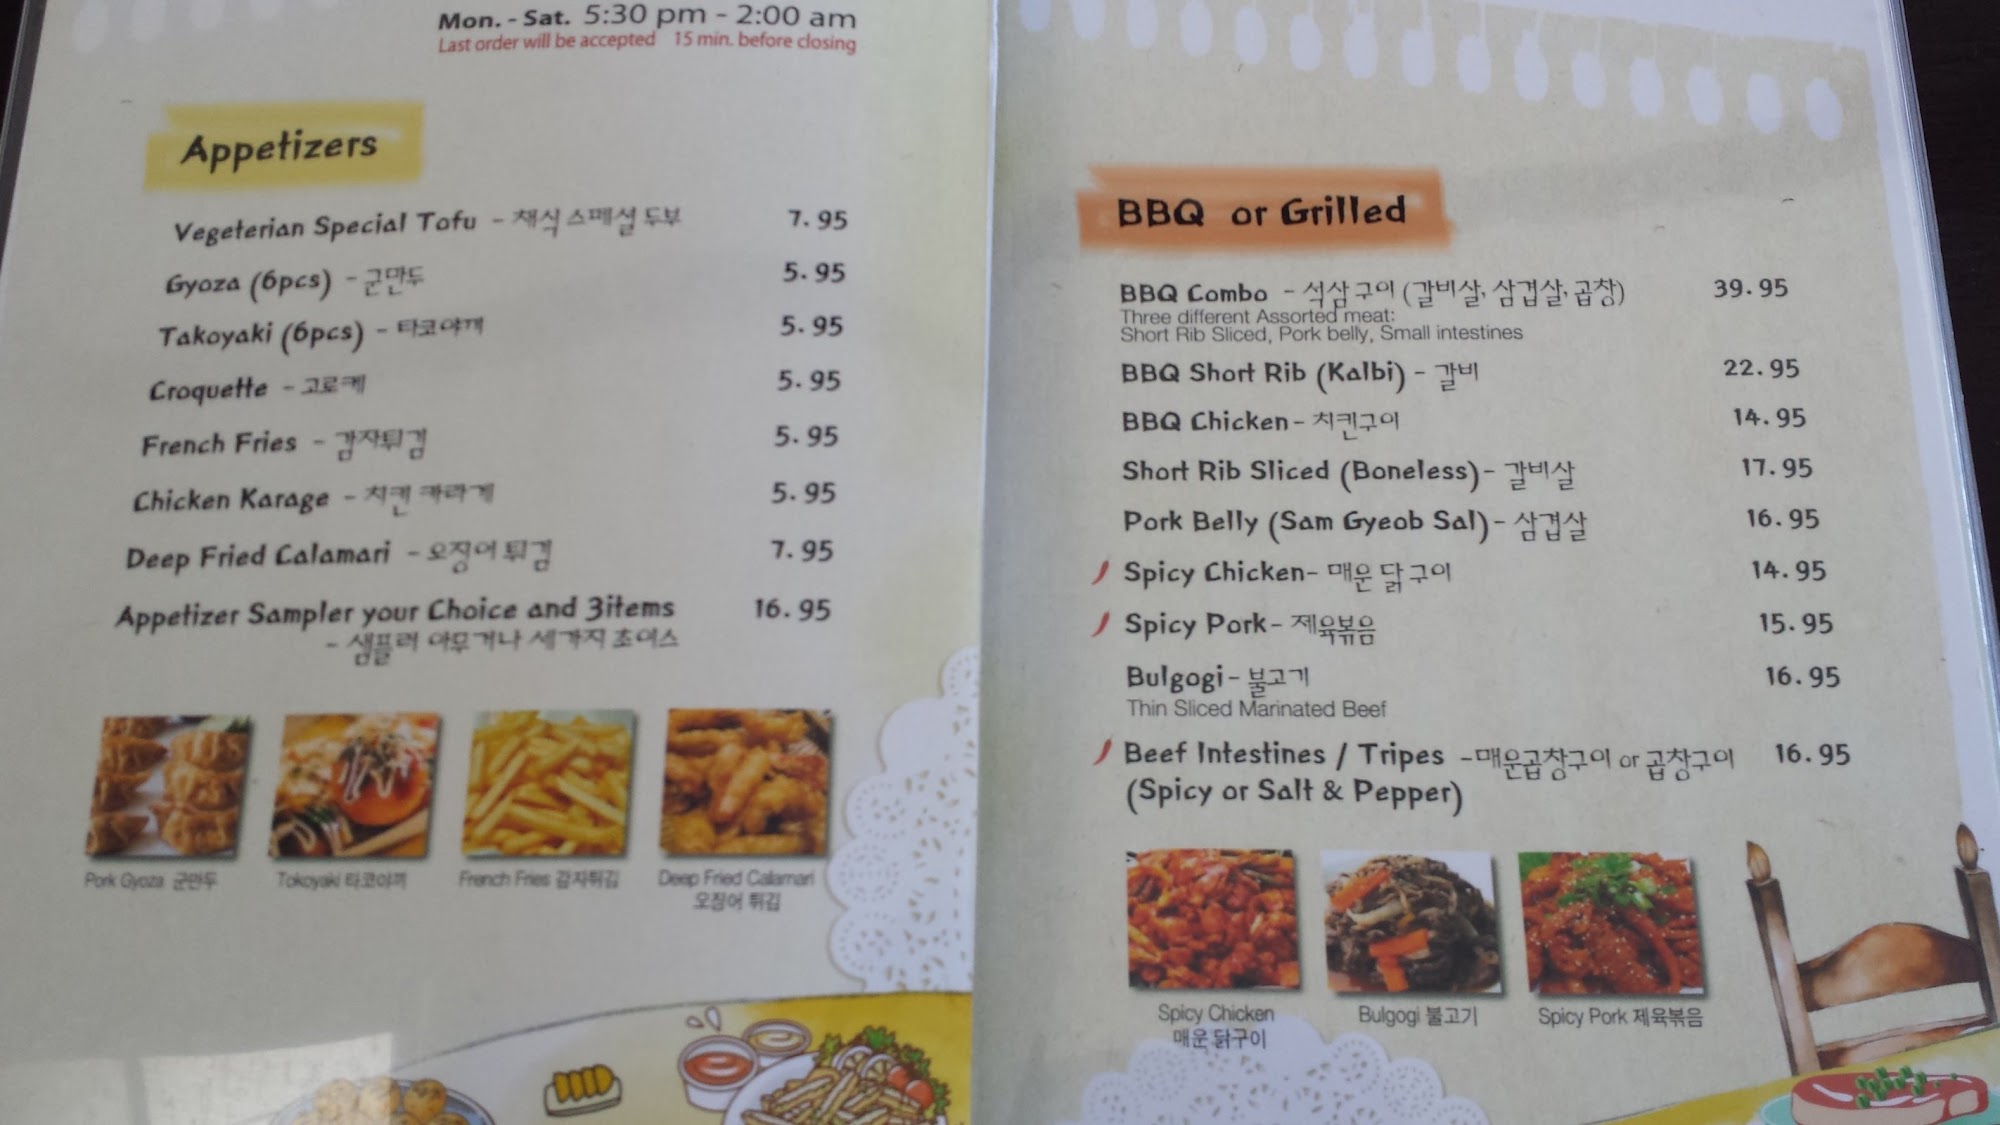 Mon. - Sat. 5:30 pm - 2:00 am
Last order will be accepted 15 min. before closing
Appetizers
Vegeterian Special Tofu - 채식 스페셜 두부 7.95
Gyoza (6pcs) - 군만두 5.95
Takoyaki (6pcs) - 타코야끼 5.95
Croquette - 고로케 5.95
French Fries - 감자튀김 5.95
Chicken Karage - 치킨 카라게 5.95
Deep Fried Calamari - 오징어 튀김 7.95
Appetizer Sampler your Choice and 3items 16.95
- 샘플러 아무거나 세가지 초이스
Pork Gyoza 군만두
Tokoyaki 타코야끼
French Fries 감자튀김
Deep Fried Calamari
오징어 튀김
BBQ or Grilled
BBQ Combo - 석삼구이 (갈비살, 삼겹살, 곱창) 39.95
Three different Assorted meat:
Short Rib Sliced, Pork belly, Small intestines
BBQ Short Rib (Kalbi) - 갈비 22.95
BBQ Chicken - 치킨구이 14.95
Short Rib Sliced (Boneless) - 갈비살 17.95
Pork Belly (Sam Gyeob Sal) - 삼겹살 16.95
Spicy Chicken - 매운 닭구이 14.95
Spicy Pork - 제육볶음 15.95
Bulgogi - 불고기 16.95
Thin Sliced Marinated Beef
Beef Intestines / Tripes - 매운곱창구이 or 곱창구이 16.95
(Spicy or Salt & Pepper)
Spicy Chicken
매운 닭구이
Bulgogi 불고기
Spicy Pork 제육볶음